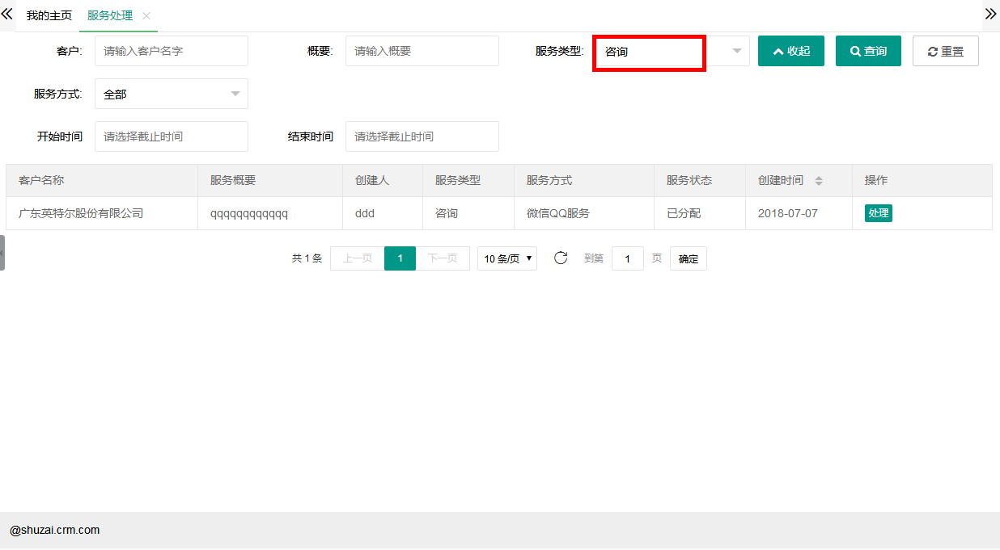 我的主页 服务处理
客户: 请输入客户名字 概要: 请输入概要 服务类型: 咨询 收起 查询 重置
服务方式: 全部
开始时间 请选择截止时间 结束时间 请选择截止时间
客户名称 服务概要 创建人 服务类型 服务方式 服务状态 创建时间 操作
广东英特尔股份有限公司 qqqqqqqqqqqq ddd 咨询 微信QQ服务 已分配 2018-07-07 处理
共 1 条 上一页 1 下一页 10 条/页 到第 1 页 确定
@shuzai.crm.com